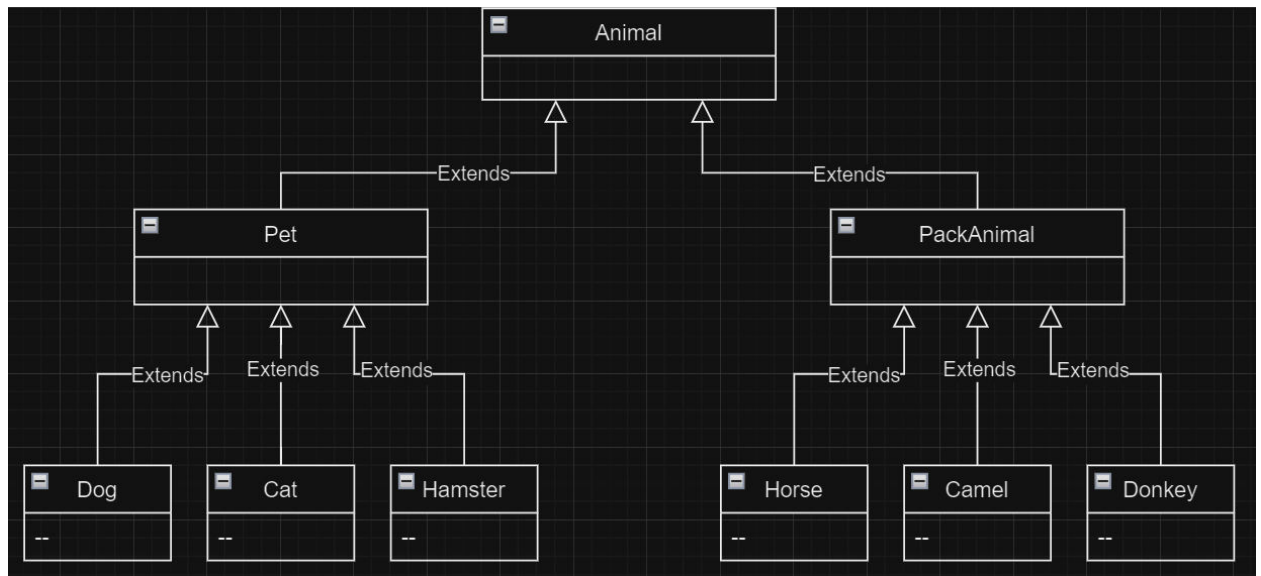 Animal
Extends
Extends
Pet
PackAnimal
Extends
Extends
Extends
Extends
Extends
Extends
Dog
Cat
Hamster
Horse
Camel
Donkey
--
--
--
--
--
--